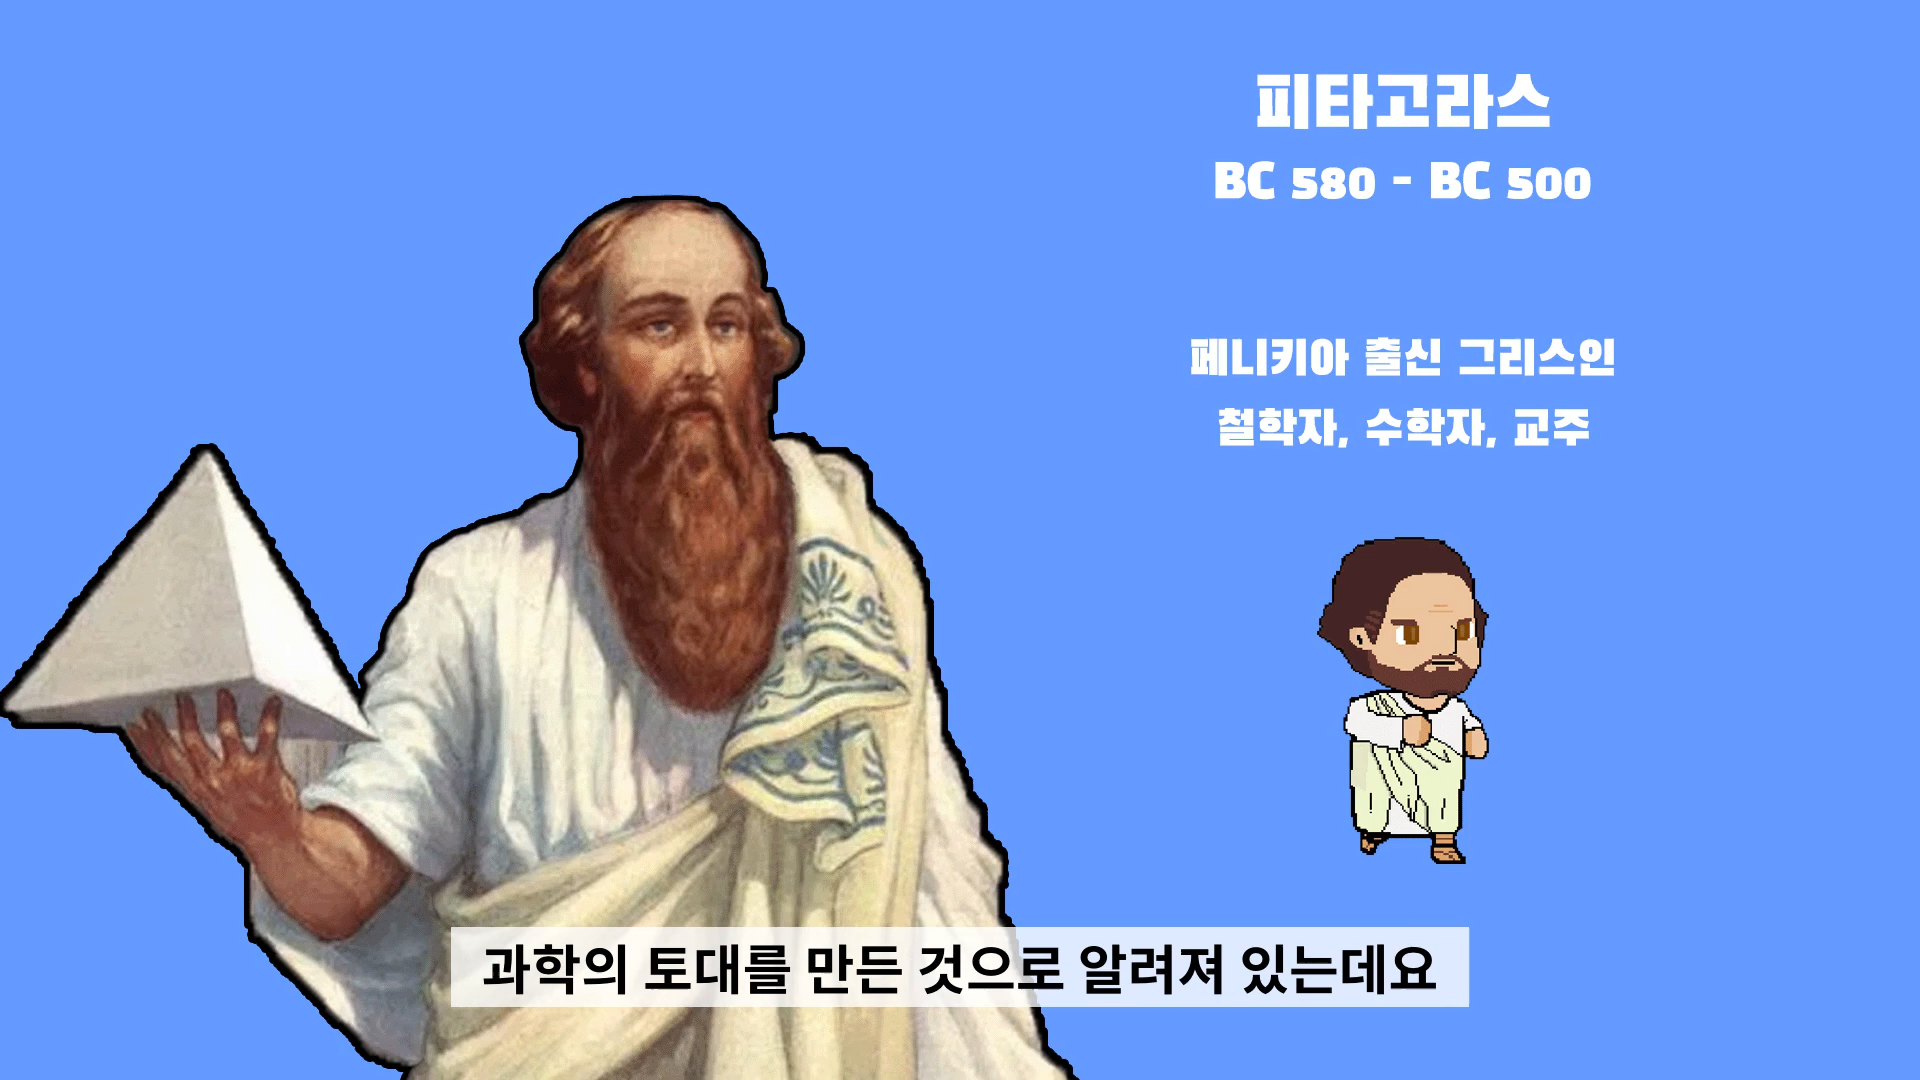 피타고라스
BC 580 - BC 500
페니키아 출신 그리스인
철학자, 수학자, 교주
과학의 토대를 만든 것으로 알려져 있는데요